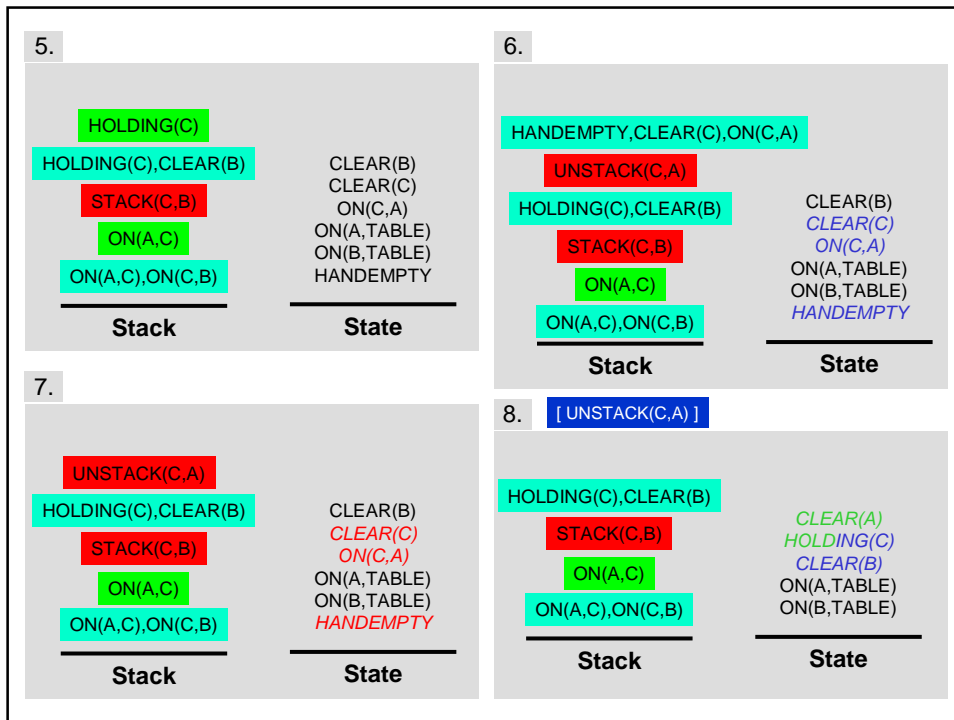 5.
HOLDING(C)
HOLDING(C),CLEAR(B)
STACK(C,B)
ON(A,C)
ON(A,C),ON(C,B)
Stack
CLEAR(B)
CLEAR(C)
ON(C,A)
ON(A,TABLE)
ON(B,TABLE)
HANDEMPTY
State
6.
HANDEMPTY,CLEAR(C),ON(C,A)
UNSTACK(C,A)
HOLDING(C),CLEAR(B)
STACK(C,B)
ON(A,C)
ON(A,C),ON(C,B)
Stack
CLEAR(B)
CLEAR(C)
ON(C,A)
ON(A,TABLE)
ON(B,TABLE)
HANDEMPTY
State
7.
UNSTACK(C,A)
HOLDING(C),CLEAR(B)
STACK(C,B)
ON(A,C)
ON(A,C),ON(C,B)
Stack
CLEAR(B)
CLEAR(C)
ON(C,A)
ON(A,TABLE)
ON(B,TABLE)
HANDEMPTY
State
8.
[ UNSTACK(C,A) ]
HOLDING(C),CLEAR(B)
STACK(C,B)
ON(A,C)
ON(A,C),ON(C,B)
Stack
CLEAR(A)
HOLDING(C)
CLEAR(B)
ON(A,TABLE)
ON(B,TABLE)
State